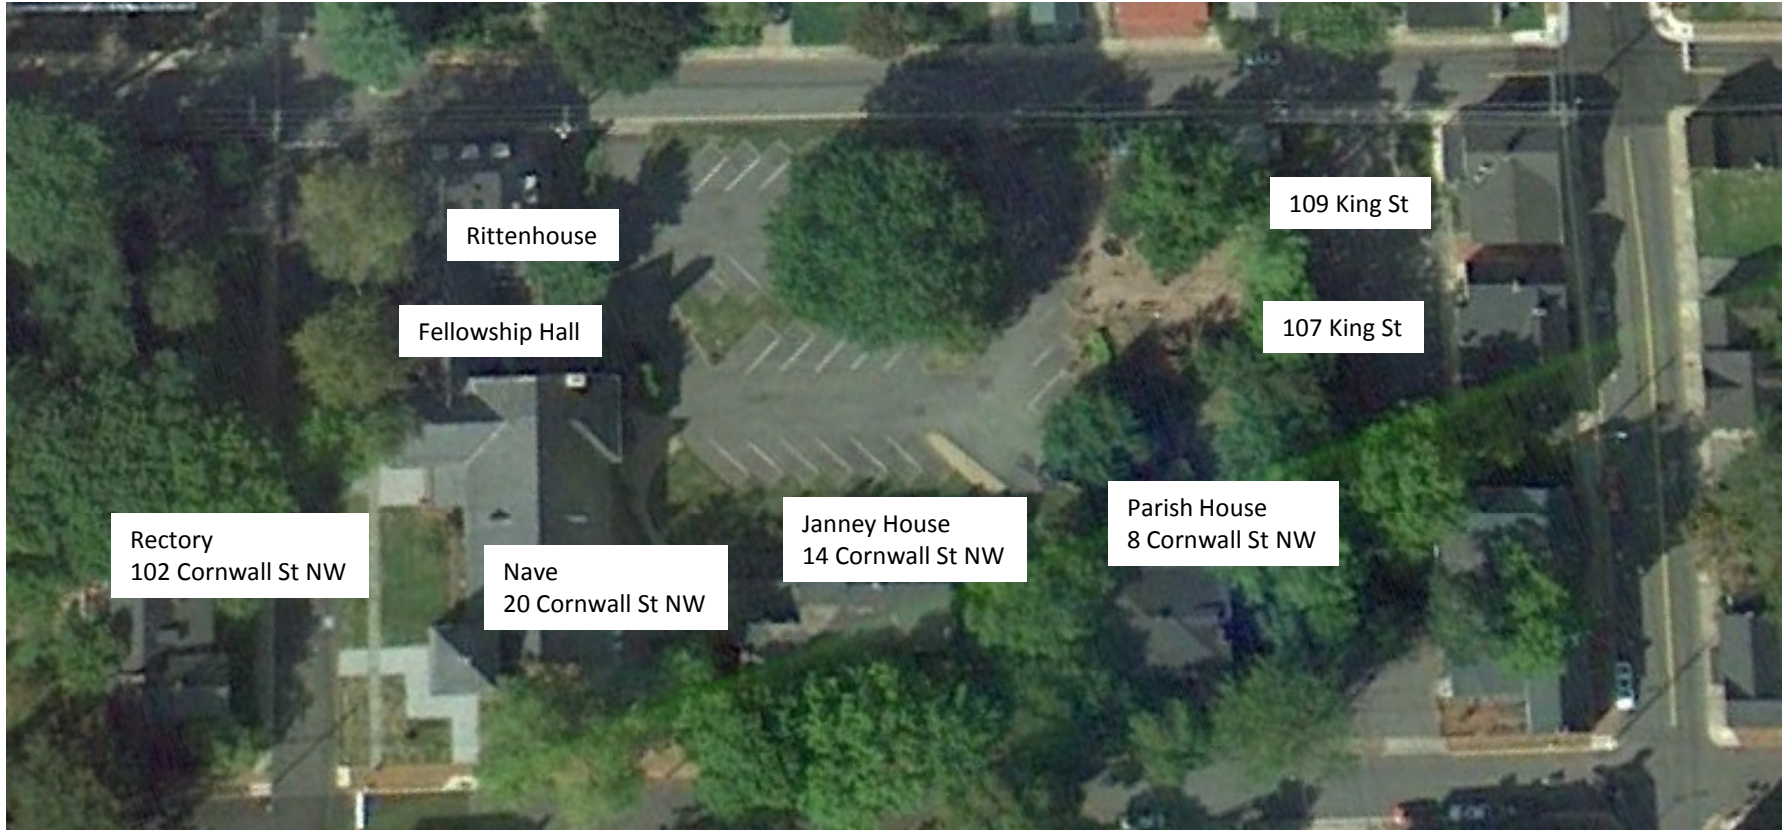 109 King St
Rittenhouse
107 King St
Fellowship Hall
Janney House
14 Cornwall St NW
Parish House
8 Cornwall St NW
Rectory
102 Cornwall St NW
Nave
20 Cornwall St NW